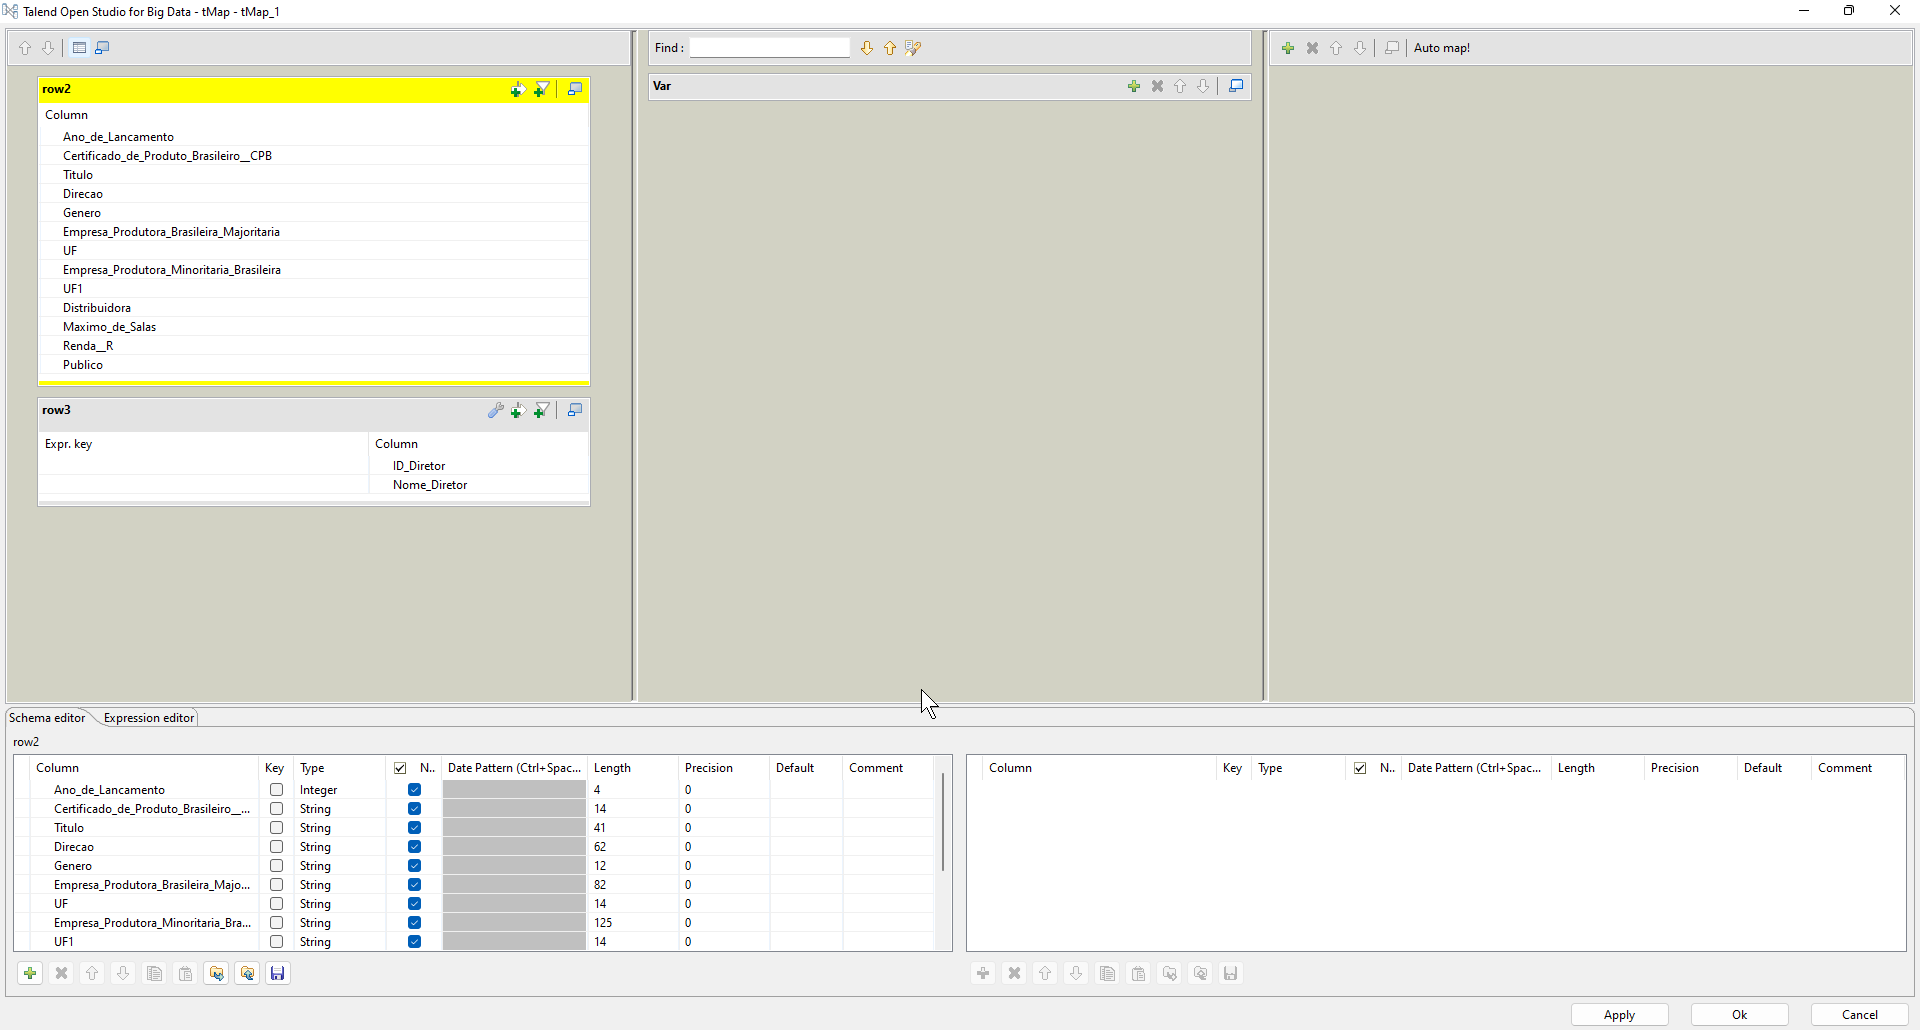 Talend Open Studio for Big Data - tMap - tMap_1
Find :
Auto map!
row2
Column
Ano_de_Lancamento
Certificado_de_Produto_Brasileiro__CPB
Titulo
Direcao
Genero
Empresa_Produtora_Brasileira_Majoritaria
UF
Empresa_Produtora_Minoritaria_Brasileira
UF1
Distribuidora
Maximo_de_Salas
Renda__R
Publico
row3
Expr. key Column
ID_Diretor
Nome_Diretor
Var
Schema editor Expression editor
row2
Column Key Type N.. Date Pattern (Ctrl+Spac... Length Precision Default Comment
Ano_de_Lancamento Integer 4 0
Certificado_de_Produto_Brasileiro__... String 14 0
Titulo String 41 0
Direcao String 62 0
Genero String 12 0
Empresa_Produtora_Brasileira_Majo... String 82 0
UF String 14 0
Empresa_Produtora_Minoritaria_Bra... String 125 0
UF1 String 14 0
Column Key Type N.. Date Pattern (Ctrl+Spac... Length Precision Default Comment
Apply Ok Cancel